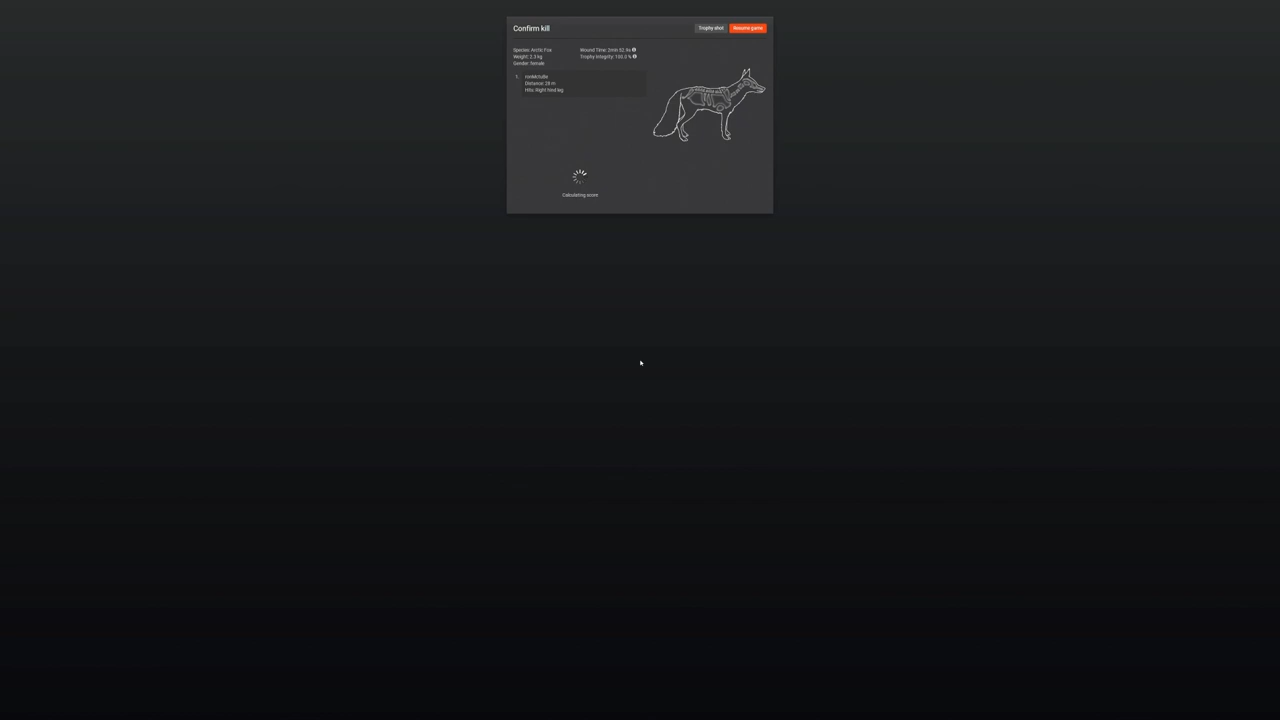 Confirm kill
Trophy shot
Resume game
Species: Arctic Fox
Wound Time: 2min 52.9s
Weight: 2.3 kg
Trophy Integrity: 100.0 %
Gender: female
1.
Distance: 28 m
Hits: Right hind leg
Calculating score